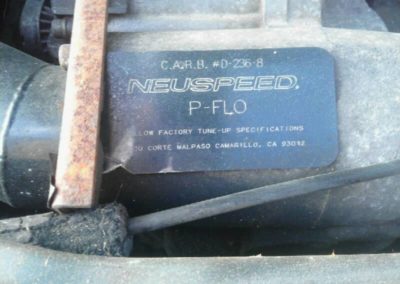 C.A.R.B. #D-236-8
NEUSPEED.
P-FLO
LOW FACTORY TUNE-UP SPECIFICATIONS
CORTE MALPASO CAMARILLO, CA 93012